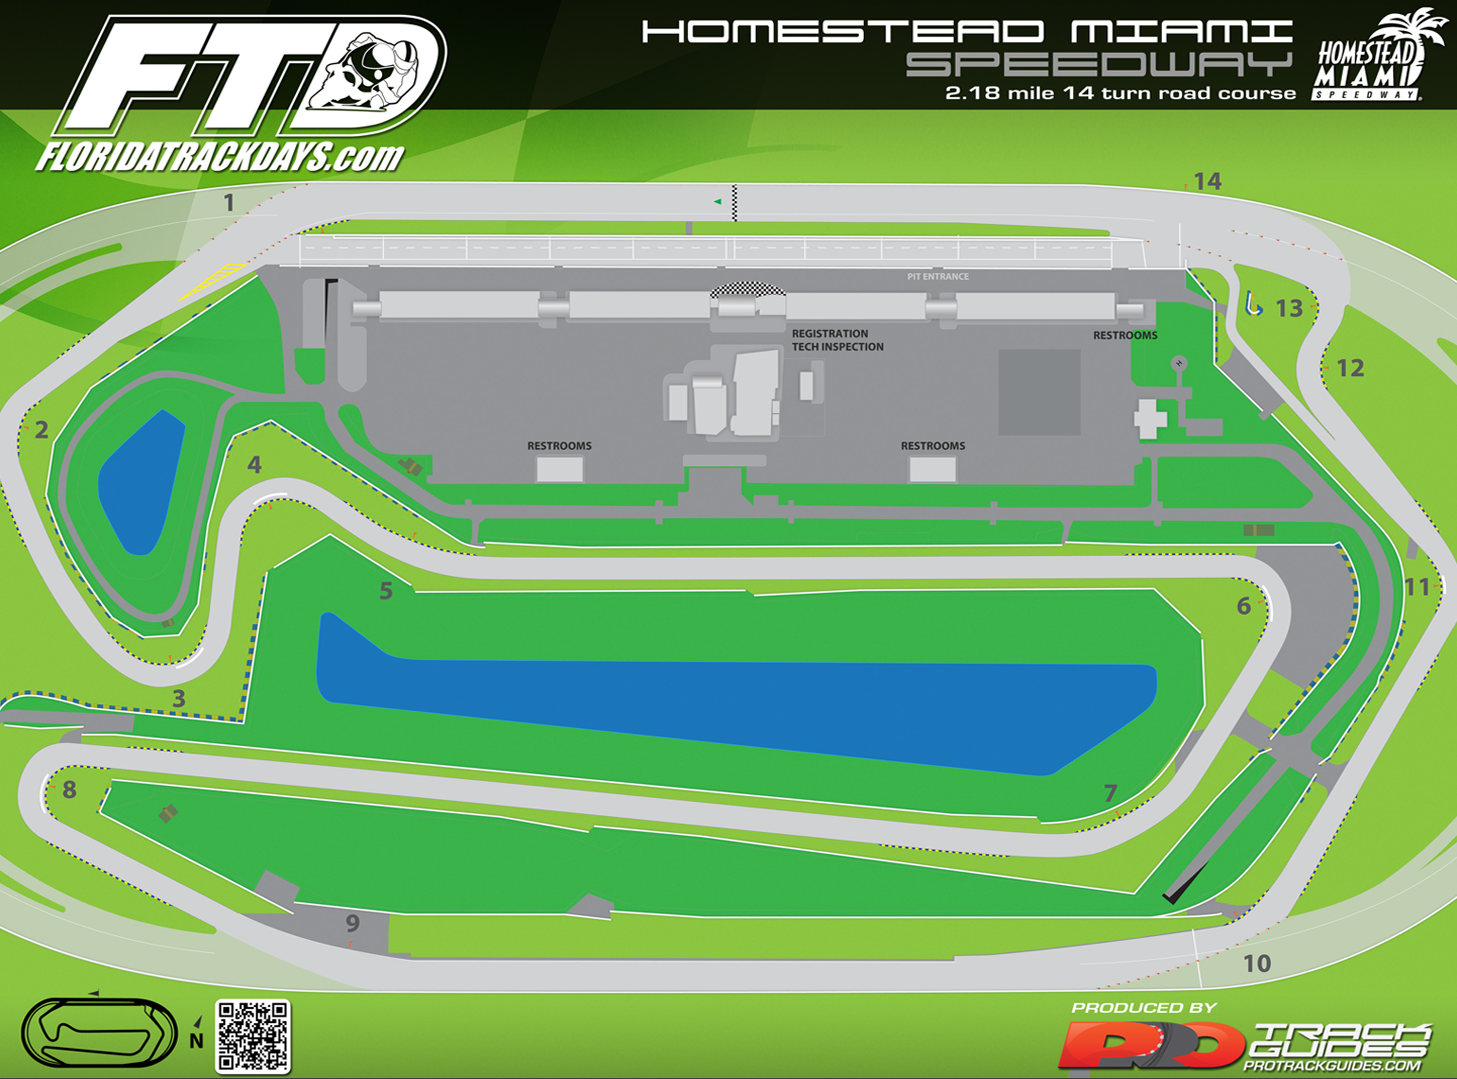 FTD
FLORIDATRACKDAYS.com
HOMESTEAD MIAMI
SPEEDWAY
2.18 mile 14 turn road course
HOMESTEAD
MIAMI
SPEEDWAY
1
14
PIT ENTRANCE
13
REGISTRATION
TECH INSPECTION
RESTROOMS
12
H
2
RESTROOMS
RESTROOMS
4
5
11
6
3
8
7
9
10
N
PRODUCED BY
PRO
TRACK
GUIDES
PROTRACKGUIDES.COM